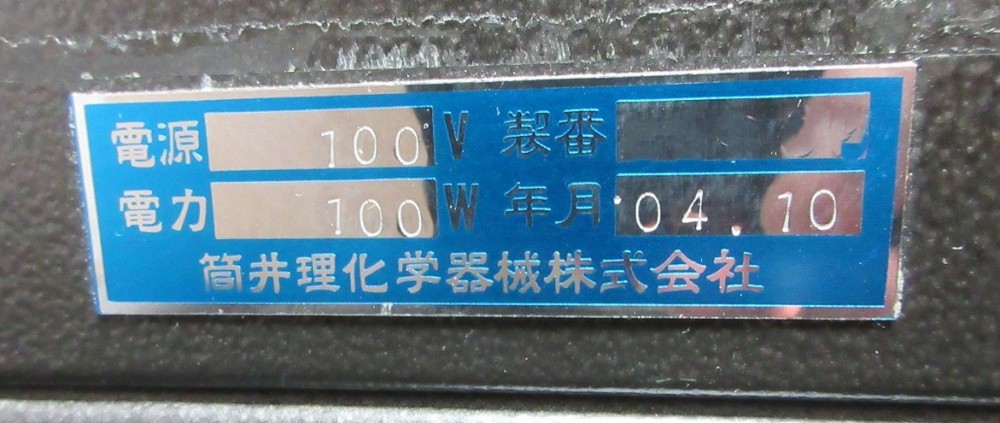 電源 100 V 製番
電力 100 W 年月 04.10
筒井理化学器械株式会社